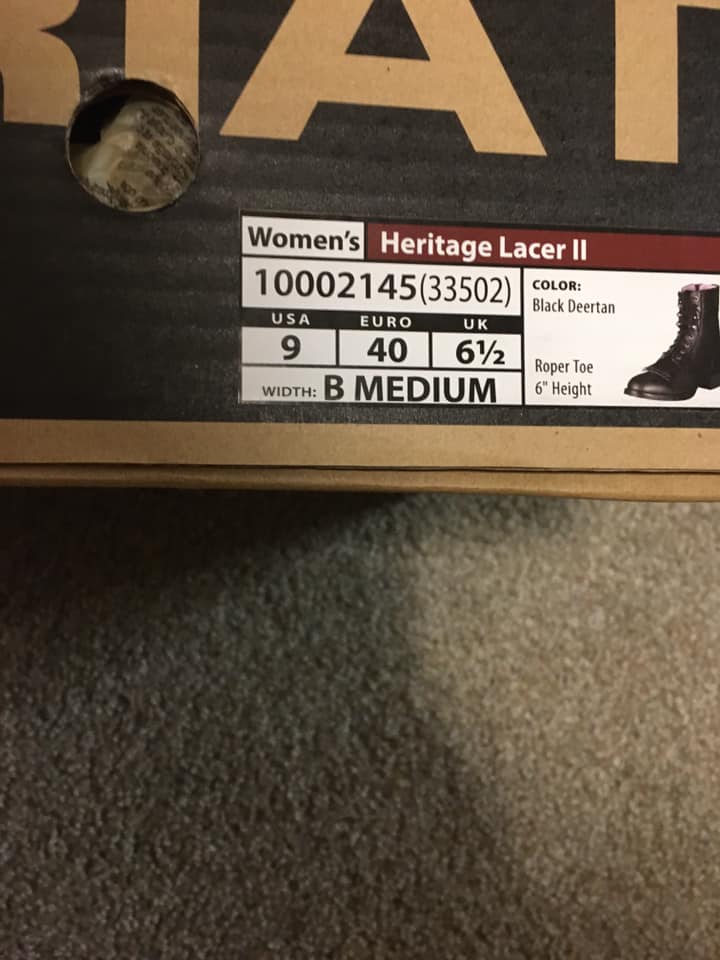 RIAT
Women's Heritage Lacer II
10002145(33502)
COLOR:
Black Deertan
USA EURO UK
9 40 6½
Roper Toe
6" Height
WIDTH: B MEDIUM